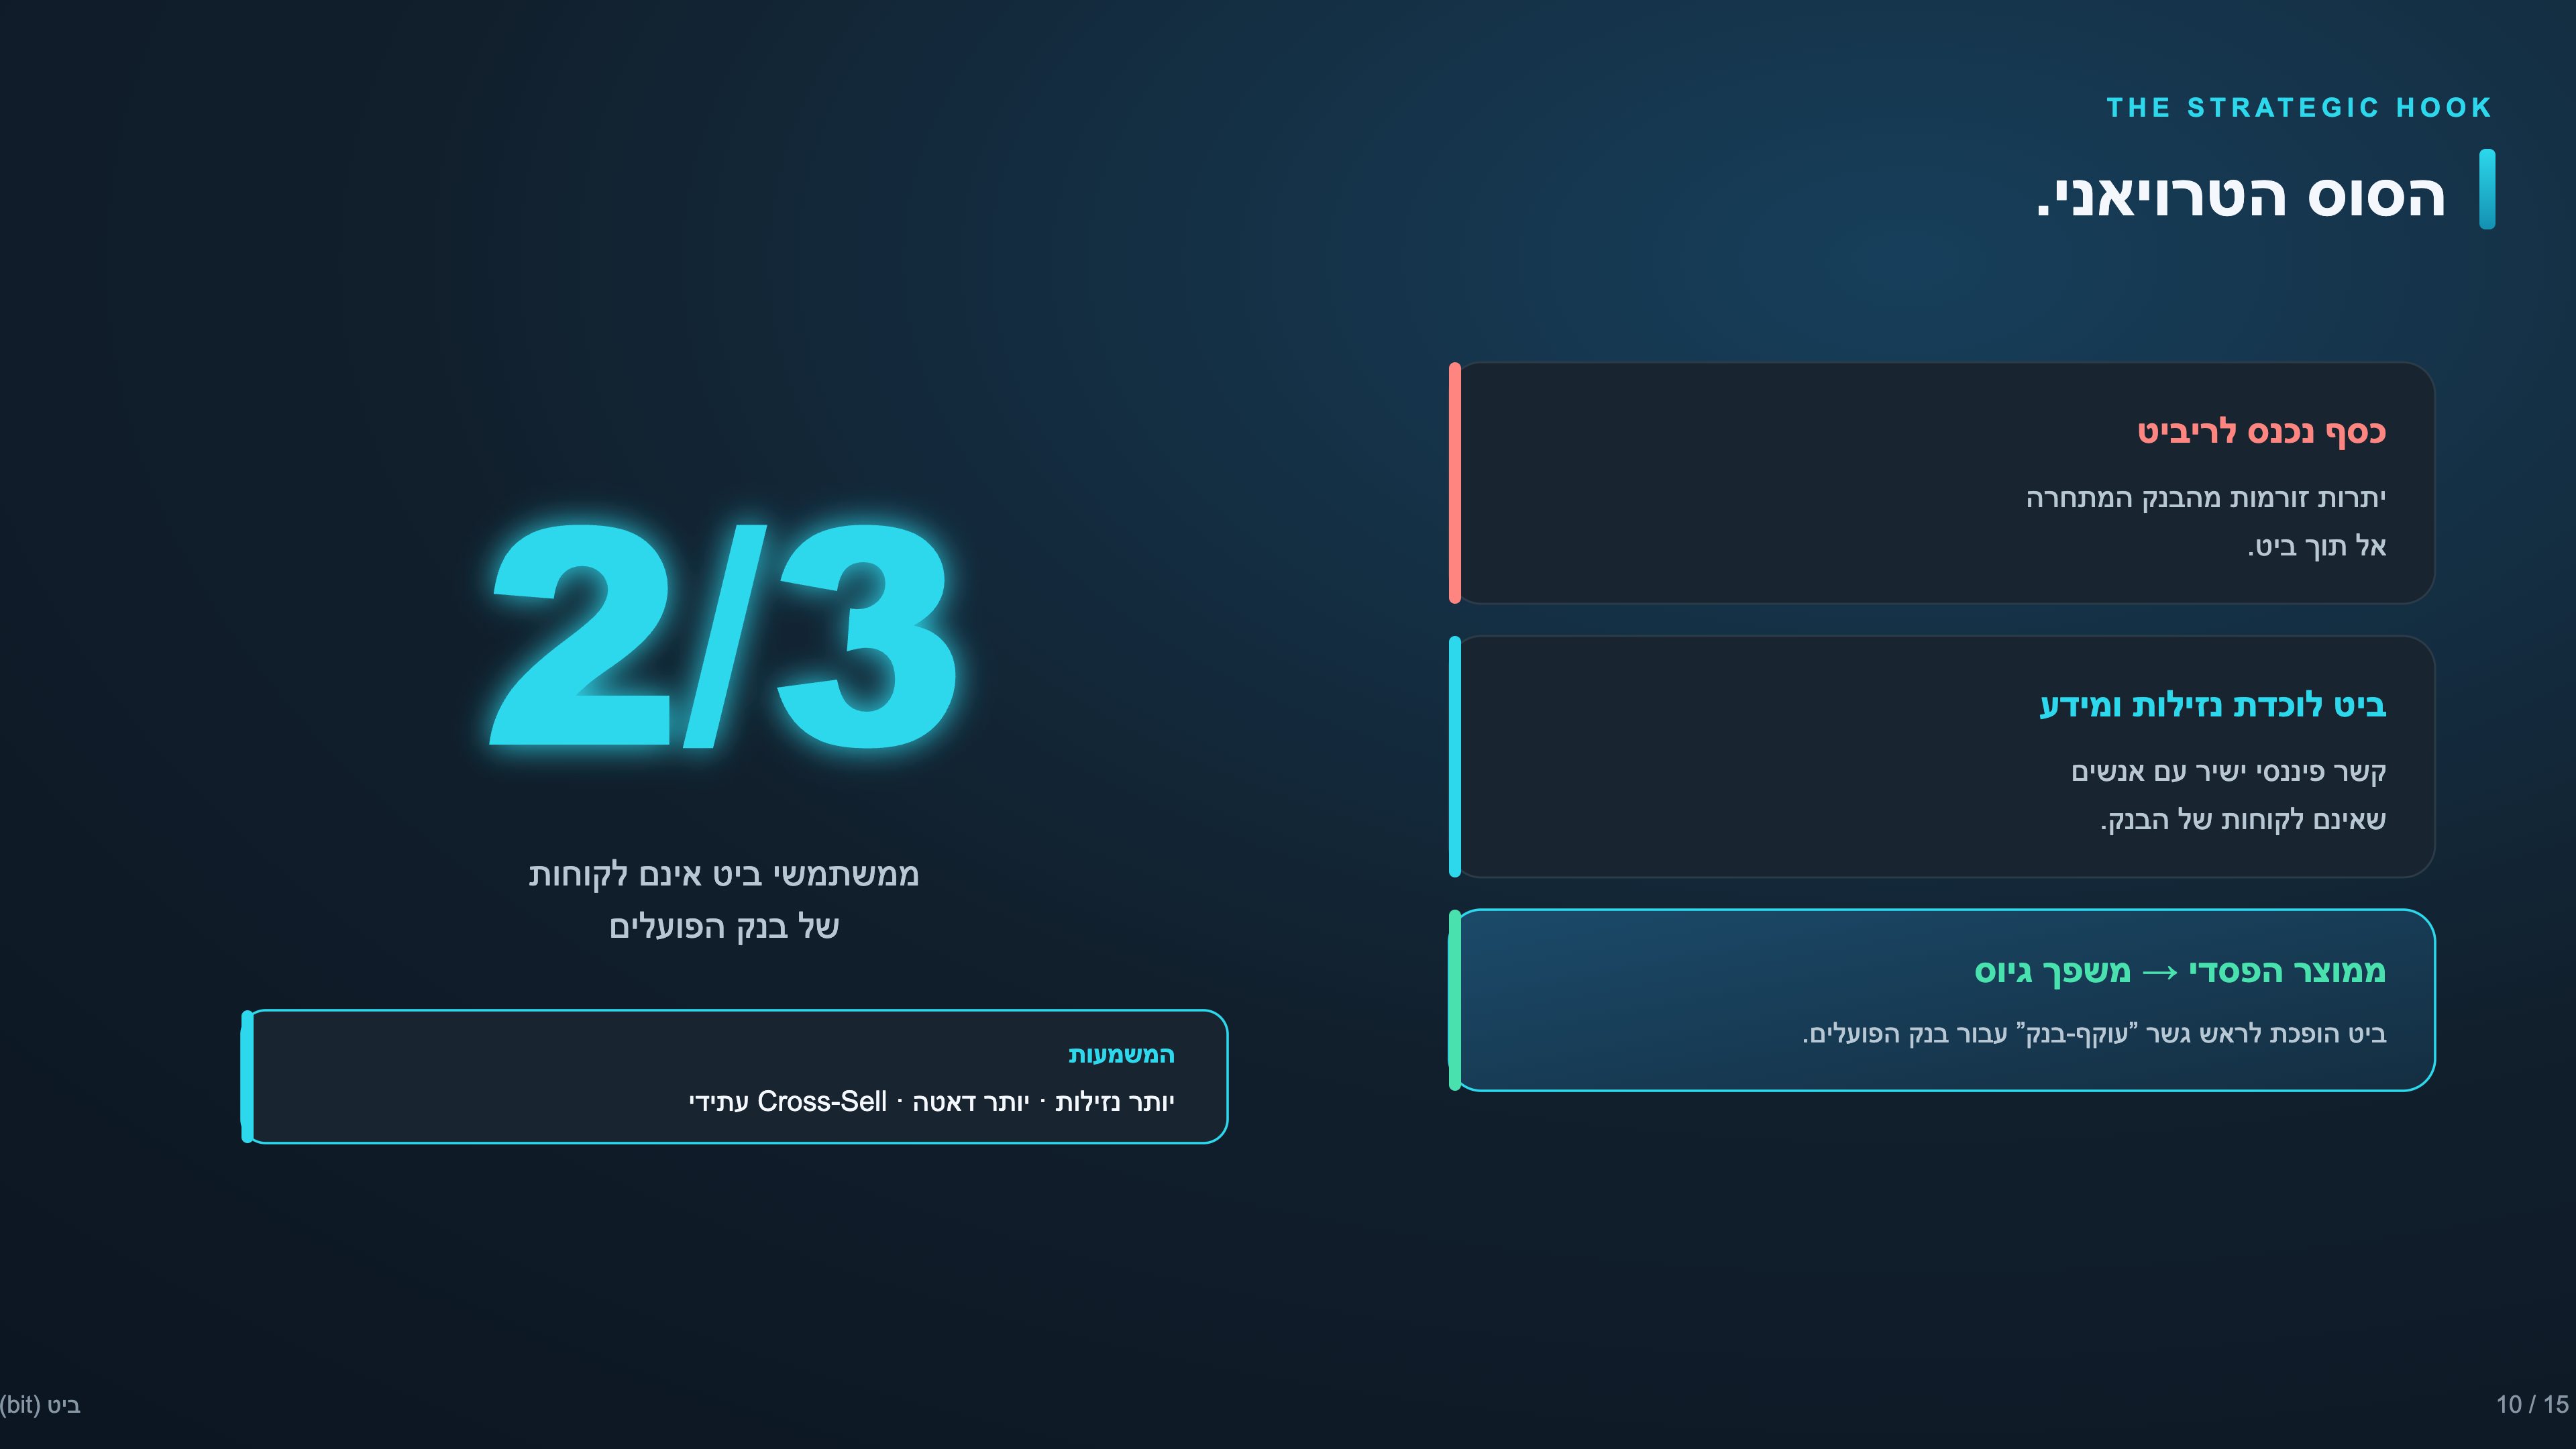 THE STRATEGIC HOOK
הסוס הטרויאני.
כסף נכנס לריביט
יתרות זורמות מהבנק המתחרה
אל תוך ביט.
ביט לוכדת נזילות ומידע
קשר פיננסי ישיר עם אנשים
שאינם לקוחות של הבנק.
ממוצר הפסדי → משפך גיוס
ביט הופכת לראש גשר ”עוקף-בנק” עבור בנק הפועלים.
2/3
ממשתמשי ביט אינם לקוחות
של בנק הפועלים
המשמעות
יותר נזילות · יותר דאטה · Cross-Sell עתידי
10 / 15
ביט (bit)